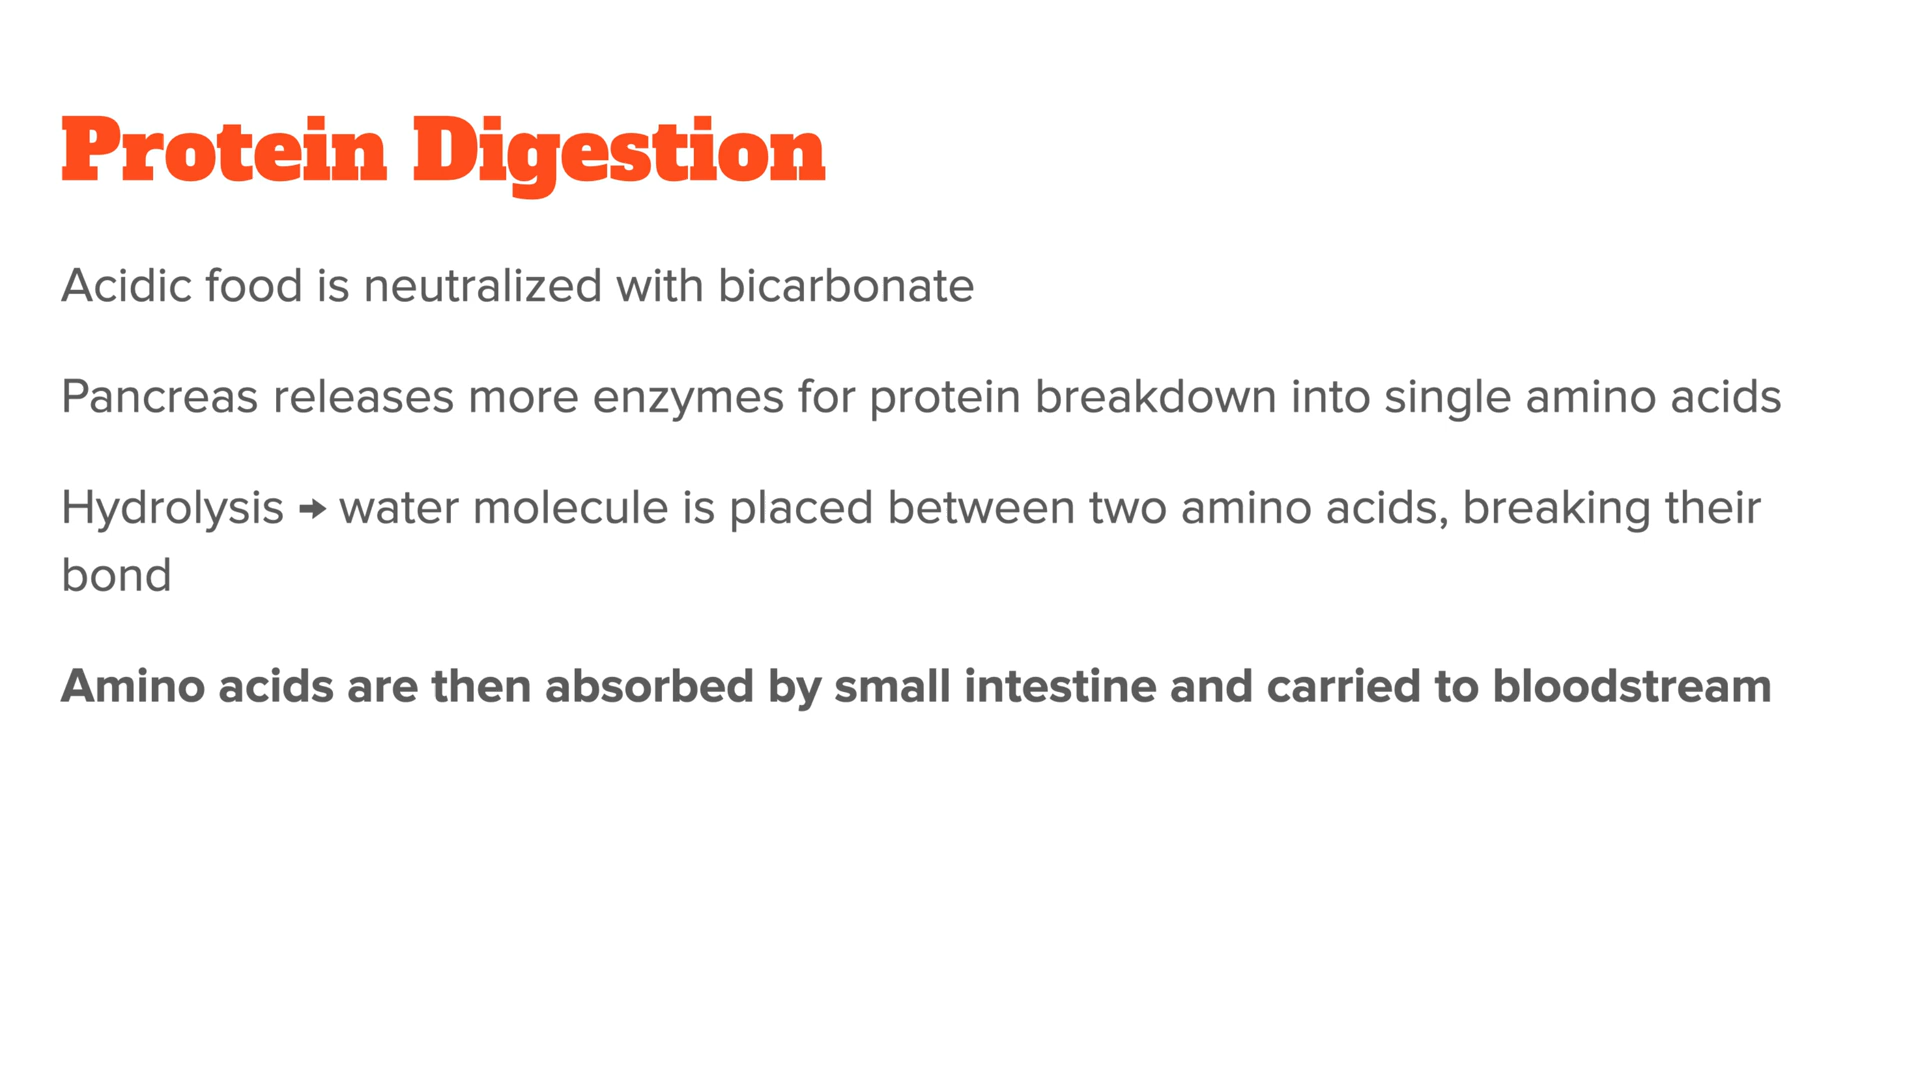 Protein Digestion
Acidic food is neutralized with bicarbonate
Pancreas releases more enzymes for protein breakdown into single amino acids
Hydrolysis → water molecule is placed between two amino acids, breaking their
bond
Amino acids are then absorbed by small intestine and carried to bloodstream